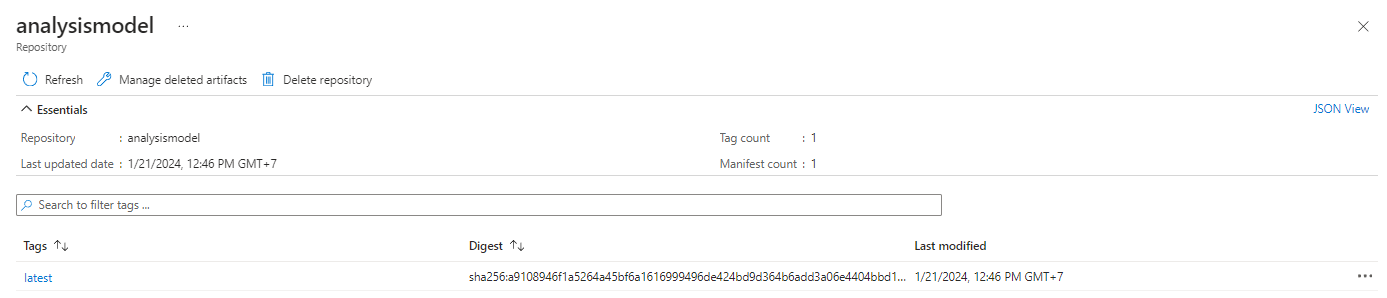 analysismodel ...
Repository
Refresh Manage deleted artifacts Delete repository
Essentials JSON View
Repository : analysismodel Tag count : 1
Last updated date : 1/21/2024, 12:46 PM GMT+7 Manifest count : 1
Search to filter tags ...
Tags Digest Last modified
latest sha256:a9108946f1a5264a45bf6a1616999496de424bd9d364b6add3a06e4404bbd1... 1/21/2024, 12:46 PM GMT+7 ...